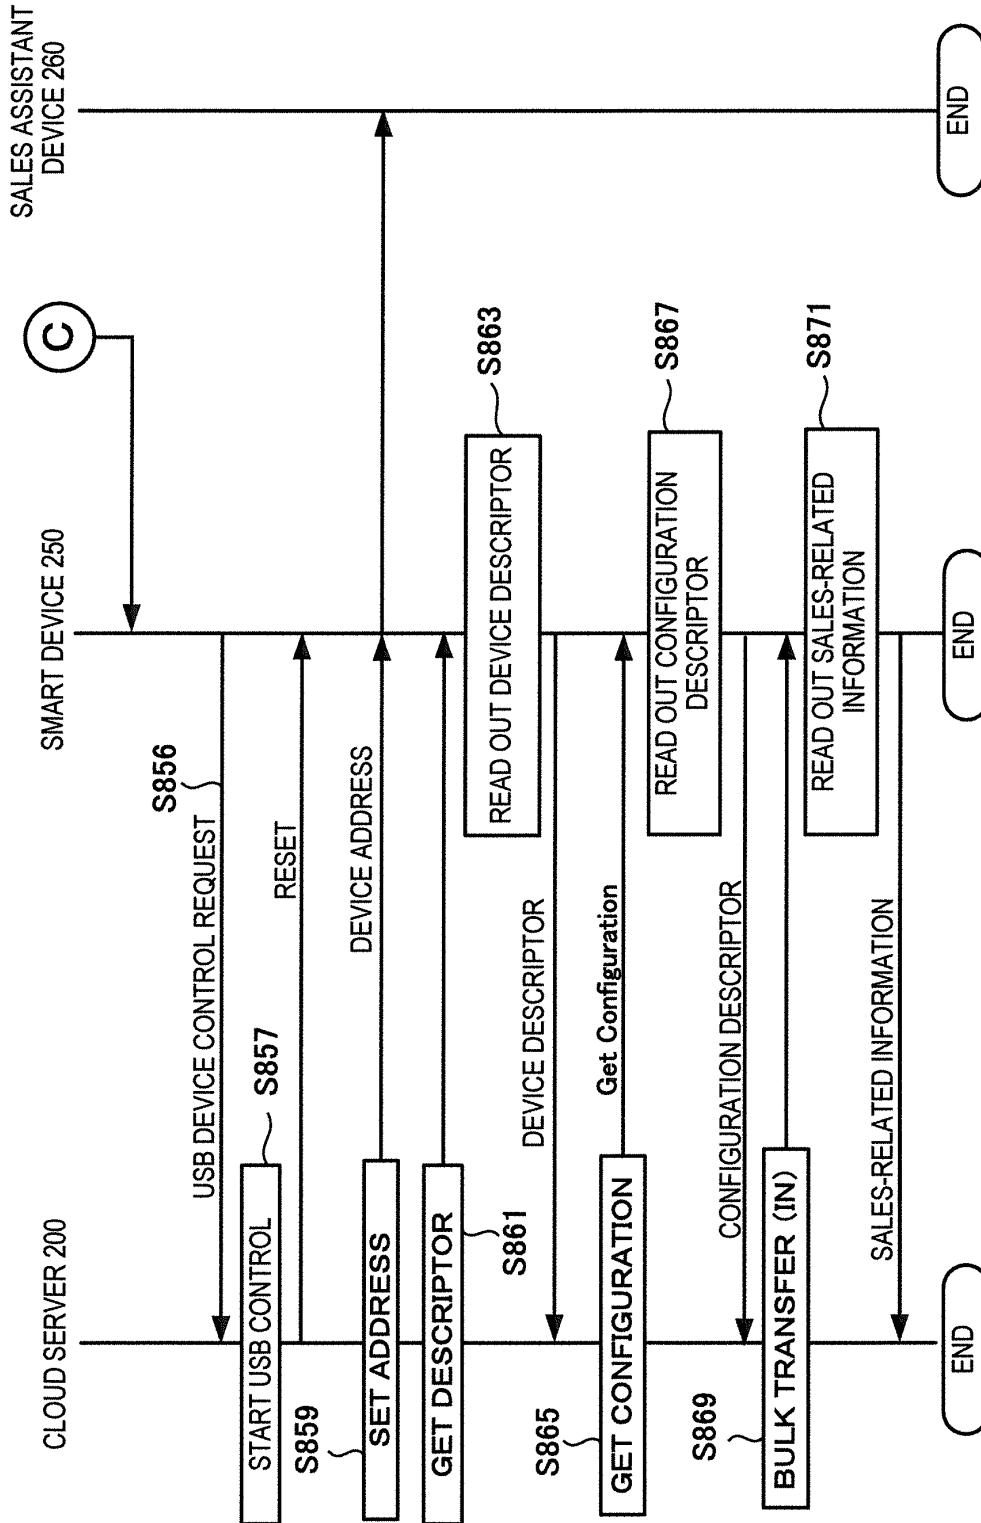 CLOUD SERVER 200
SMART DEVICE 250
SALES ASSISTANT
DEVICE 260
C
S856
USB DEVICE CONTROL REQUEST
START USB CONTROL
S857
RESET
S859
SET ADDRESS
DEVICE ADDRESS
GET DESCRIPTOR
S861
READ OUT DEVICE DESCRIPTOR
S863
DEVICE DESCRIPTOR
S865
GET CONFIGURATION
Get Configuration
READ OUT CONFIGURATION
DESCRIPTOR
S867
CONFIGURATION DESCRIPTOR
S869
BULK TRANSFER (IN)
READ OUT SALES-RELATED
INFORMATION
S871
SALES-RELATED INFORMATION
END
END
END